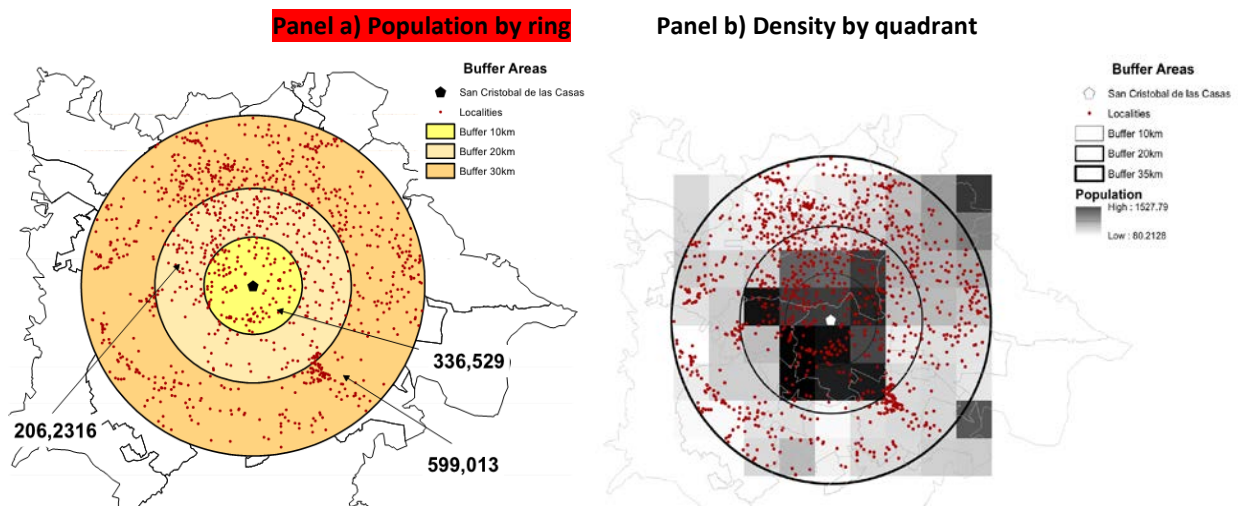 Panel a) Population by ring
Panel b) Density by quadrant
Buffer Areas
San Cristobal de las Casas
Localities
Buffer 10km
Buffer 20km
Buffer 30km
336,529
206,2316
599,013
Buffer Areas
San Cristobal de las Casas
Localities
Buffer 10km
Buffer 20km
Buffer 35km
Population
High : 1527.79
Low : 80.2128